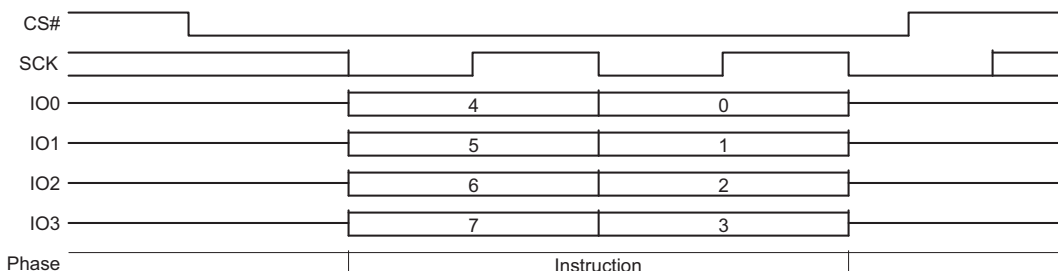 CS#
SCK
IO0 4 0
IO1 5 1
IO2 6 2
IO3 7 3
Phase Instruction